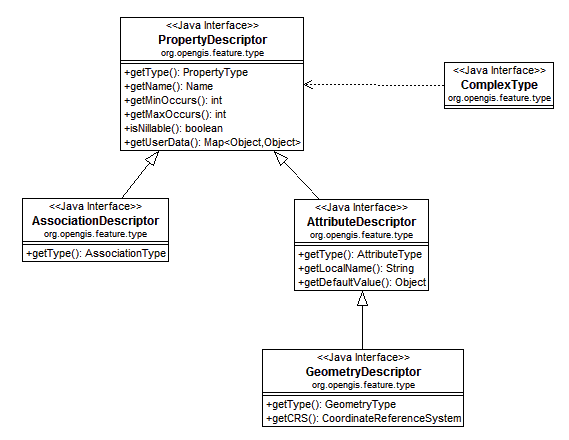 <<Java Interface>>
PropertyDescriptor
org.opengis.feature.type
+getType(): PropertyType
+getName(): Name
+getMinOccurs(): int
+getMaxOccurs(): int
+isNillable(): boolean
+getUserData(): Map<Object,Object>
<<Java Interface>>
ComplexType
org.opengis.feature.type
<<Java Interface>>
AssociationDescriptor
org.opengis.feature.type
+getType(): AssociationType
<<Java Interface>>
AttributeDescriptor
org.opengis.feature.type
+getType(): AttributeType
+getLocalName(): String
+getDefaultValue(): Object
<<Java Interface>>
GeometryDescriptor
org.opengis.feature.type
+getType(): GeometryType
+getCRS(): CoordinateReferenceSystem